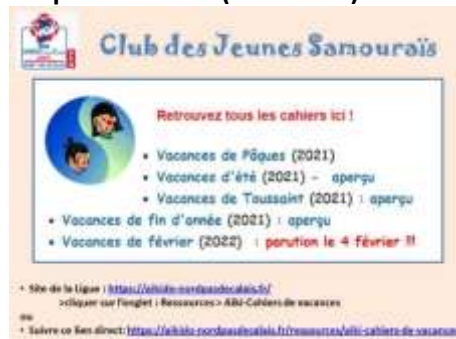 Club des Jeunes Samouraïs
Retrouvez tous les cahiers ici !
• Vacances de Pâques (2021)
• Vacances d'été (2021) - aperçu
• Vacances de Toussaint (2021) : aperçu
• Vacances de fin d'année (2021) : aperçu
• Vacances de février (2022) : parution le 4 février !!!
• Site de la Ligue : https://aikido-nordpasdecalais.fr/
>cliquer sur l'onglet : Ressources > Aïki-Cahiers de vacances
ou
• Suivre ce lien direct: https://aikido-nordpasdecalais.fr/ressources/aiki-cahiers-de-vacances